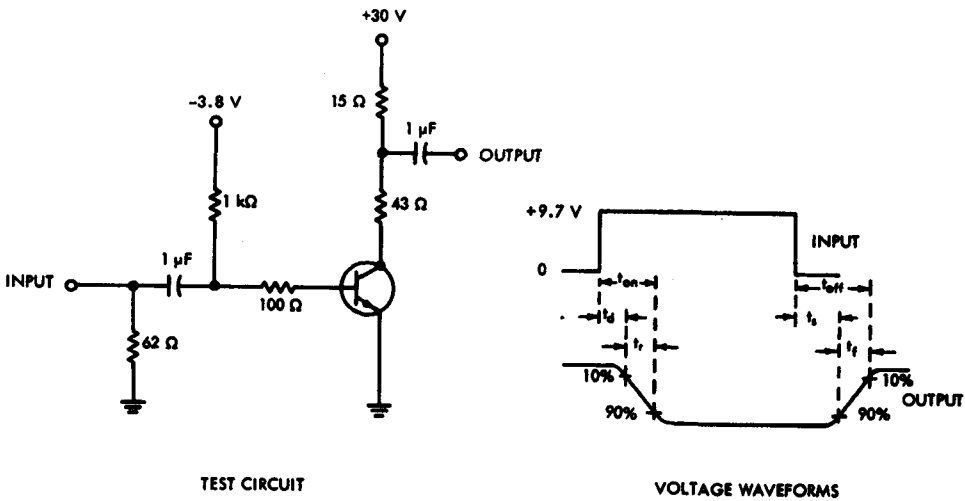 +30 V
-3.8 V
15 Ω
1 µF
OUTPUT
1 kΩ
43 Ω
+9.7 V
INPUT
0
INPUT
1 µF
100 Ω
ton
toff
td
ts
62 Ω
tr
tf
10%
10%
OUTPUT
90%
90%
TEST CIRCUIT
VOLTAGE WAVEFORMS